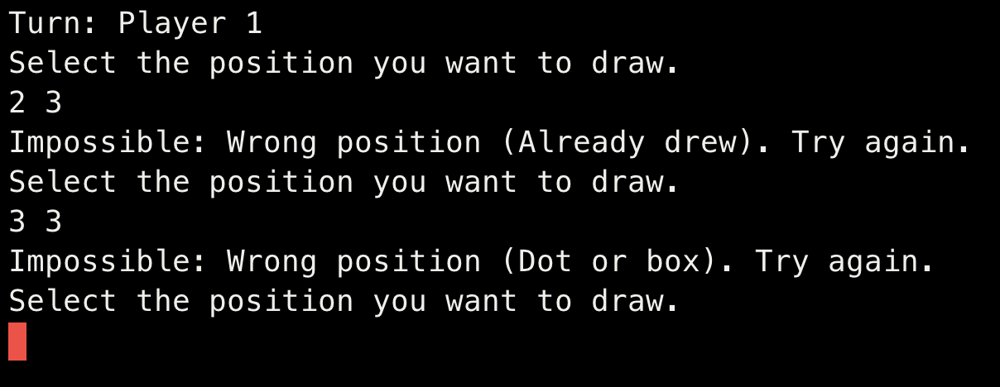 Turn: Player 1
Select the position you want to draw.
2 3
Impossible: Wrong position (Already drew). Try again.
Select the position you want to draw.
3 3
Impossible: Wrong position (Dot or box). Try again.
Select the position you want to draw.